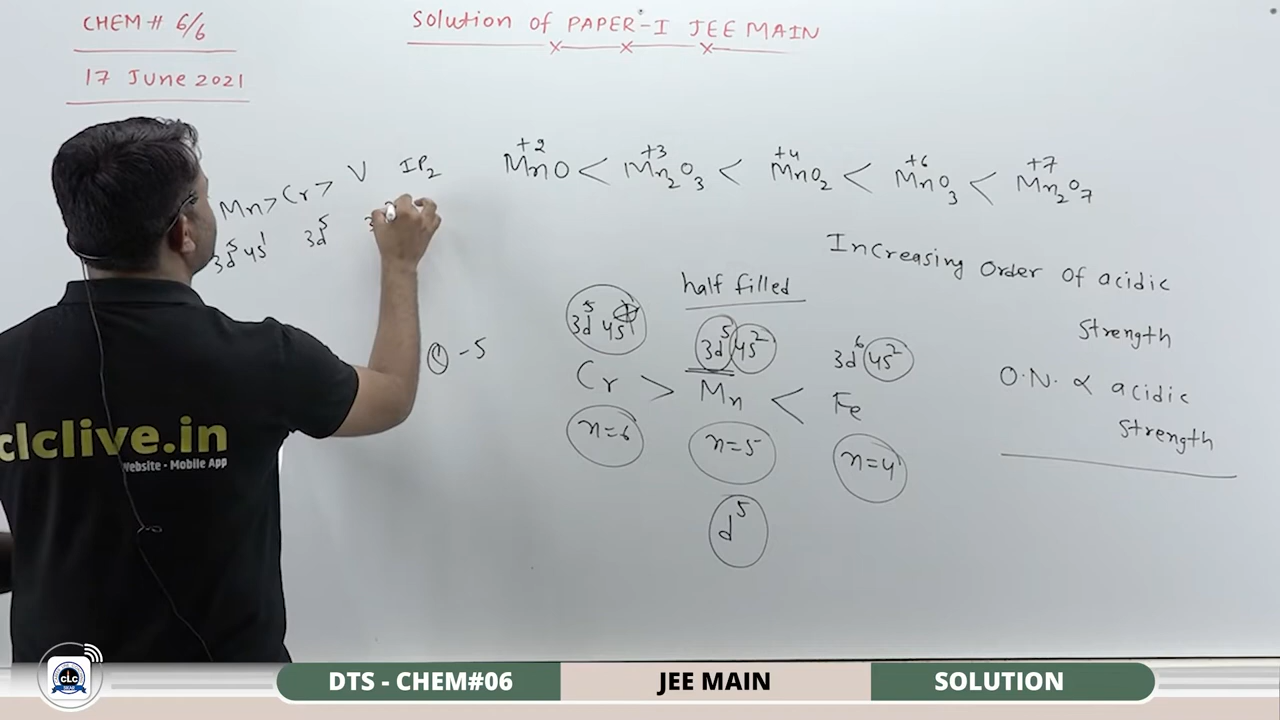 CHEM # 6/6
17 June 2021
Solution of PAPER-I JEE MAIN
Mn > Cr > V IP₂
3d⁵ 4s¹ 3d⁵ 3
+2 +3 +4 +6 +7
MnO < Mn₂O₃ < MnO₂ < MnO₃ < Mn₂O₇
Increasing Order of acidic
Strength
O.N. ∝ acidic
Strength
half filled
3d⁵ 4s¹ 3d⁵ 4s² 3d⁶ 4s²
Cr > Mn < Fe
n=6 n=5 n=4
d⁵
-5
clclive.in
Website - Mobile App
CLC
DTS - CHEM#06
JEE MAIN
SOLUTION